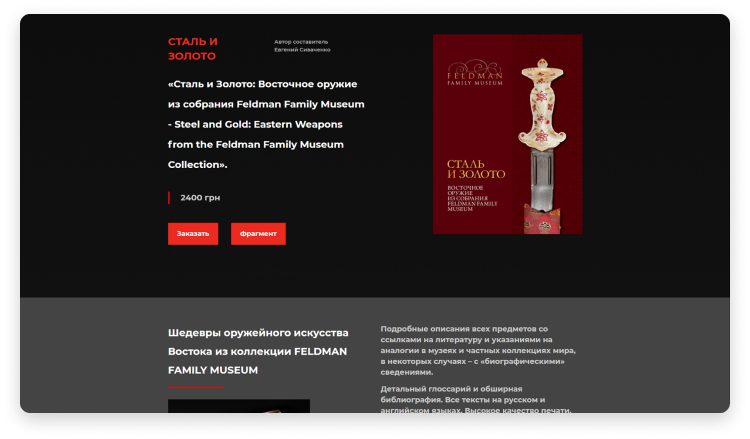 СТАЛЬ И
ЗОЛОТО
Автор составитель
Евгений Сиваченко
«Сталь и Золото: Восточное оружие
из собрания Feldman Family Museum
- Steel and Gold: Eastern Weapons
from the Feldman Family Museum
Collection».
2400 грн
Заказать
Фрагмент
FELDMAN
FAMILY MUSEUM
СТАЛЬ
И ЗОЛОТО
ВОСТОЧНОЕ
ОРУЖИЕ
ИЗ СОБРАНИЯ
FELDMAN FAMILY
MUSEUM
Шедевры оружейного искусства
Востока из коллекции FELDMAN
FAMILY MUSEUM
Подробные описания всех предметов со
ссылками на литературу и указаниями на
аналогии в музеях и частных коллекциях мира,
в некоторых случаях – с «биографическими»
сведениями.
Детальный глоссарий и обширная
библиография. Все тексты на русском и
английском языках. Высокое качество печати,